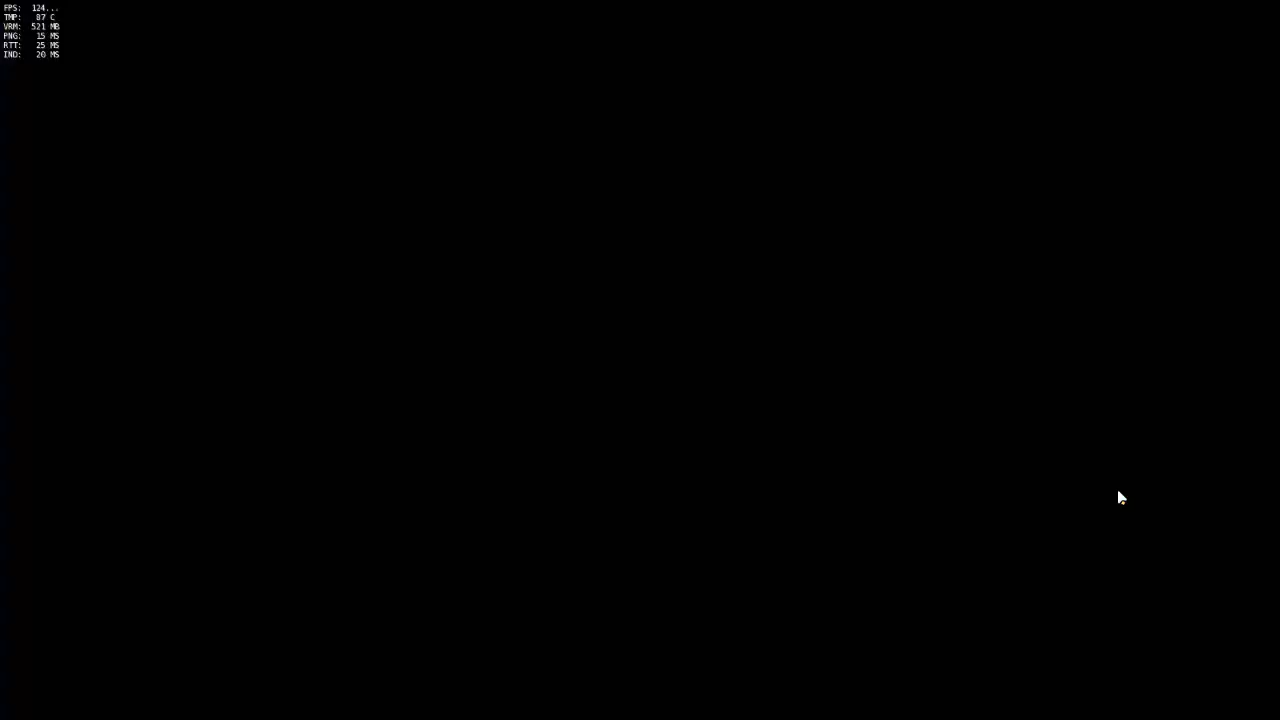 FPS: 124...
TMP: 87 C
VRM: 521 MB
PNG: 15 MS
RTT: 25 MS
IND: 20 MS